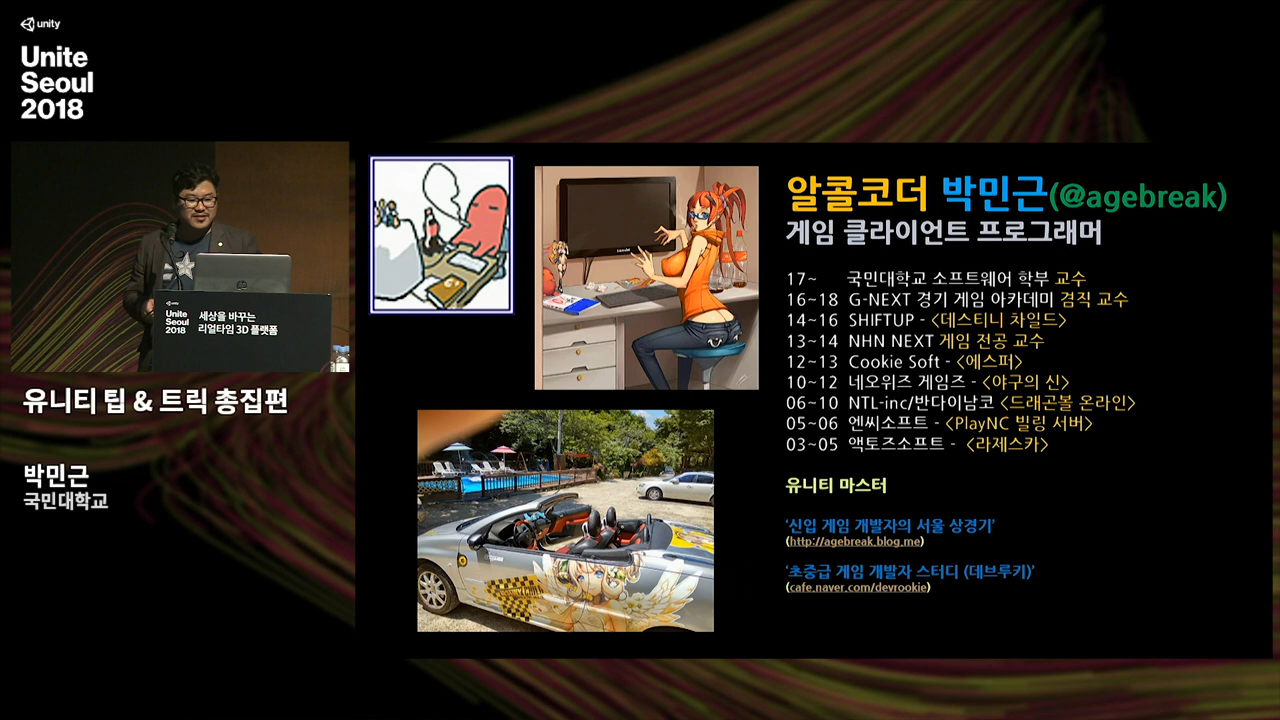 unity
Unite
Seoul
2018
unity
Unite
Seoul
2018
세상을 바꾸는
리얼타임 3D 플랫폼
유니티 팁 & 트릭 총집편
박민근
국민대학교
알콜코더 박민근(@agebreak)
게임 클라이언트 프로그래머
17~ 국민대학교 소프트웨어 학부 교수
16~18 G-NEXT 경기 게임 아카데미 겸직 교수
14~16 SHIFTUP - <데스티니 차일드>
13~14 NHN NEXT 게임 전공 교수
12~13 Cookie Soft - <에스퍼>
10~12 네오위즈 게임즈 - <야구의 신>
06~10 NTL-inc/반다이남코 <드래곤볼 온라인>
05~06 엔씨소프트 - <PlayNC 빌링 서버>
03~05 액토즈소프트 - <라제스카>
유니티 마스터
'신입 게임 개발자의 서울 상경기'
(http://agebreak.blog.me)
'초중급 게임 개발자 스터디 (데브루키)'
(cafe.naver.com/devrookie)